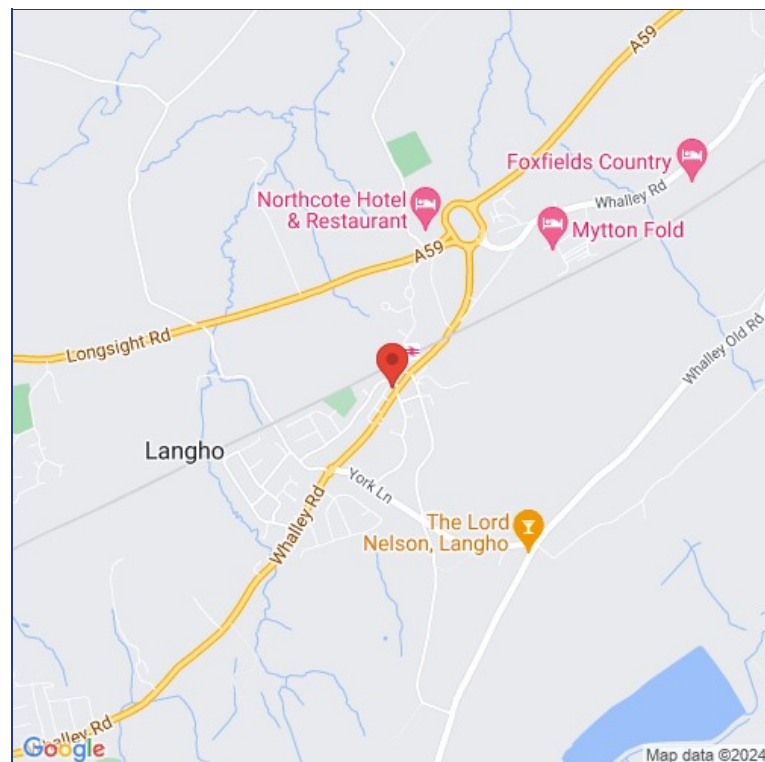 A59
Foxfields Country
Whalley Rd
Northcote Hotel
& Restaurant
Mytton Fold
A59
Longsight Rd
Whalley Old Rd
Langho
York Ln
Whalley Rd
The Lord
Nelson, Langho
Whalley Rd
Google
Map data ©2024